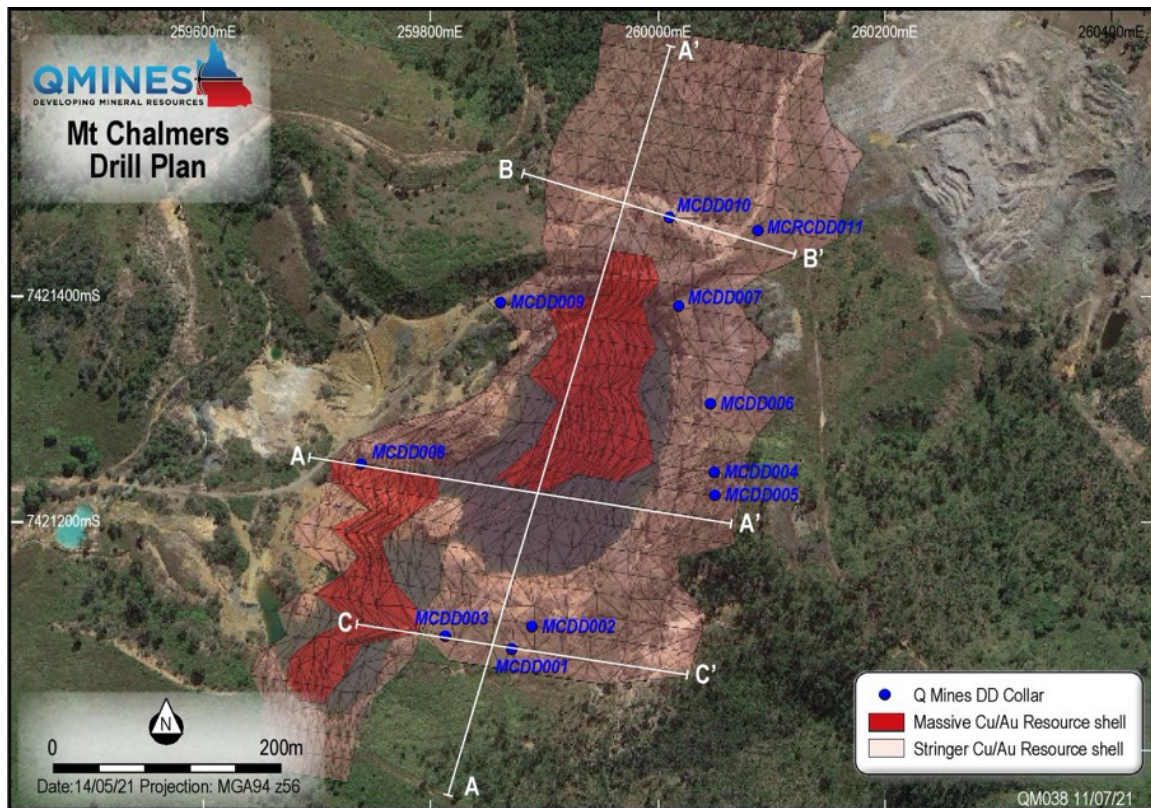 259600mE
259800mE
260000mE
260200mE
260400mE
QMINES
DEVELOPING MINERAL RESOURCES
Mt Chalmers
Drill Plan
A'
B
MCDD010
MCRCDD011
B'
7421400mS
MCDD009
MCDD007
MCDD006
A
MCDD008
MCDD004
MCDD005
7421200mS
A'
C
MCDD003
MCDD002
MCDD001
C'
Q Mines DD Collar
Massive Cu/Au Resource shell
Stringer Cu/Au Resource shell
N
0
200m
Date:14/05/21 Projection: MGA94 z56
A
QM038 11/07/21